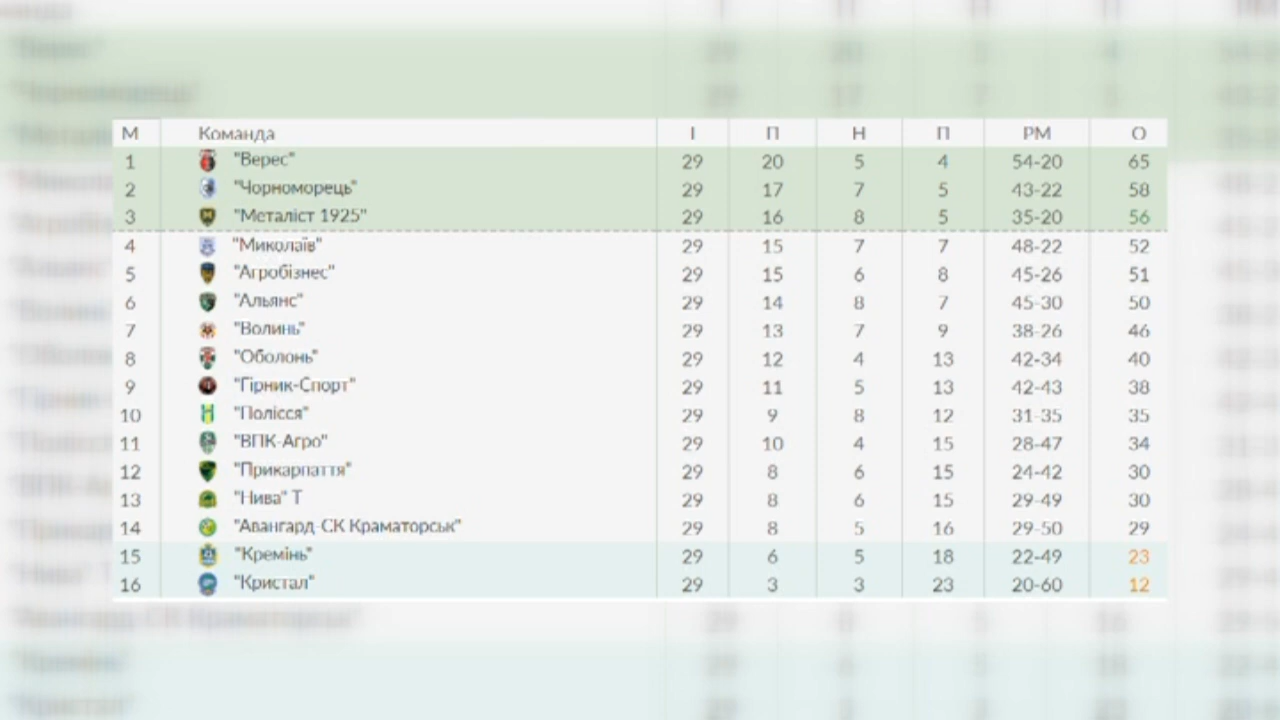 М Команда І П Н П РМ О
1 "Верес" 29 20 5 4 54-20 65
2 "Чорноморець" 29 17 7 5 43-22 58
3 "Металіст 1925" 29 16 8 5 35-20 56
4 "Миколаїв" 29 15 7 7 48-22 52
5 "Агробізнес" 29 15 6 8 45-26 51
6 "Альянс" 29 14 8 7 45-30 50
7 "Волинь" 29 13 7 9 38-26 46
8 "Оболонь" 29 12 4 13 42-34 40
9 "Гірник-Спорт" 29 11 5 13 42-43 38
10 "Полісся" 29 9 8 12 31-35 35
11 "ВПК-Агро" 29 10 4 15 28-47 34
12 "Прикарпаття" 29 8 6 15 24-42 30
13 "Нива" Т 29 8 6 15 29-49 30
14 "Авангард-СК Краматорськ" 29 8 5 16 29-50 29
15 "Кремінь" 29 6 5 18 22-49 23
16 "Кристал" 29 3 3 23 20-60 12